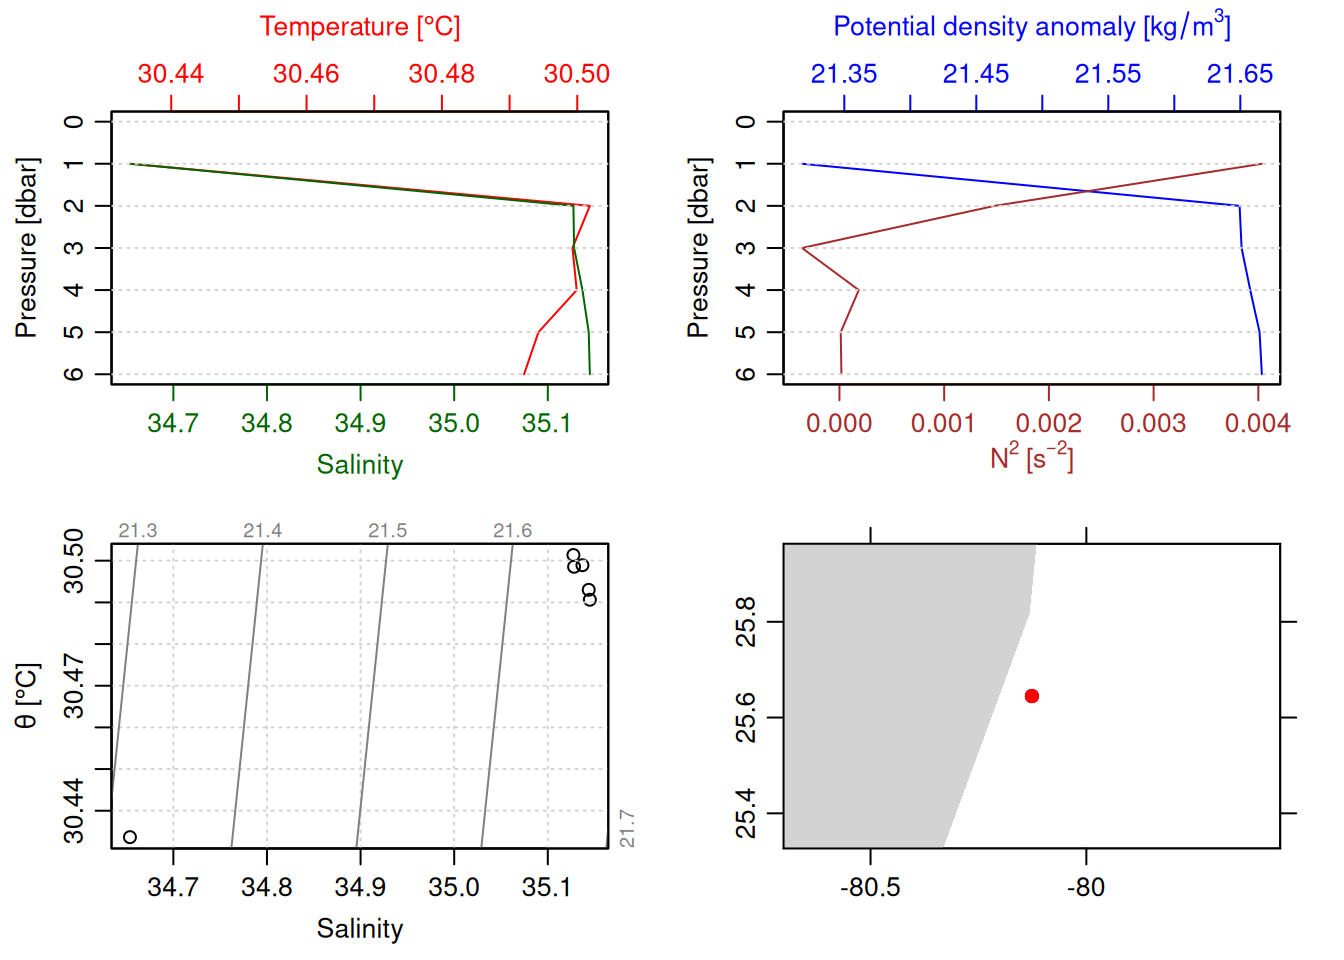 Temperature [°C]
30.44 30.46 30.48 30.50
Pressure [dbar]
0
1
2
3
4
5
6
34.7 34.8 34.9 35.0 35.1
Salinity
Potential density anomaly [kg/m³]
21.35 21.45 21.55 21.65
Pressure [dbar]
0
1
2
3
4
5
6
0.000 0.001 0.002 0.003 0.004
N² [s⁻²]
21.3 21.4 21.5 21.6
θ [°C]
30.50
30.47
30.44
21.7
34.7 34.8 34.9 35.0 35.1
Salinity
25.8
25.6
25.4
-80.5 -80